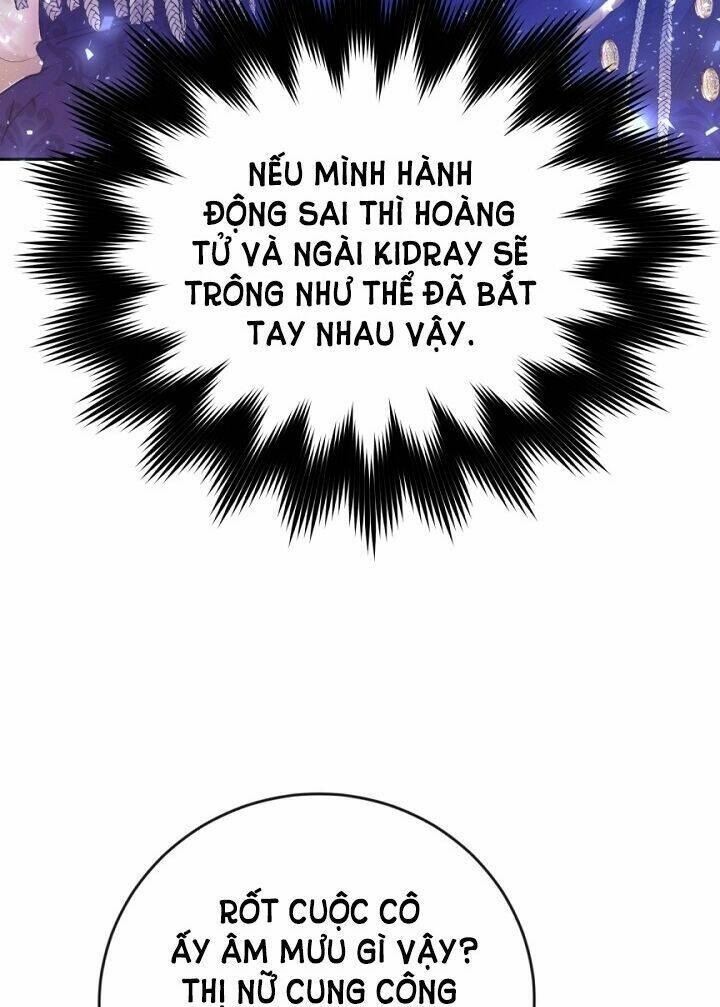 NẾU MÌNH HÀNH
ĐỘNG SAI THÌ HOÀNG
TỬ VÀ NGÀI KIDRAY SẼ
TRÔNG NHƯ THỂ ĐÃ BẮT
TAY NHAU VẬY.
RỐT CUỘC CÔ
ẤY ÂM MƯU GÌ VẬY?
THỊ NỮ CUNG CÔNG